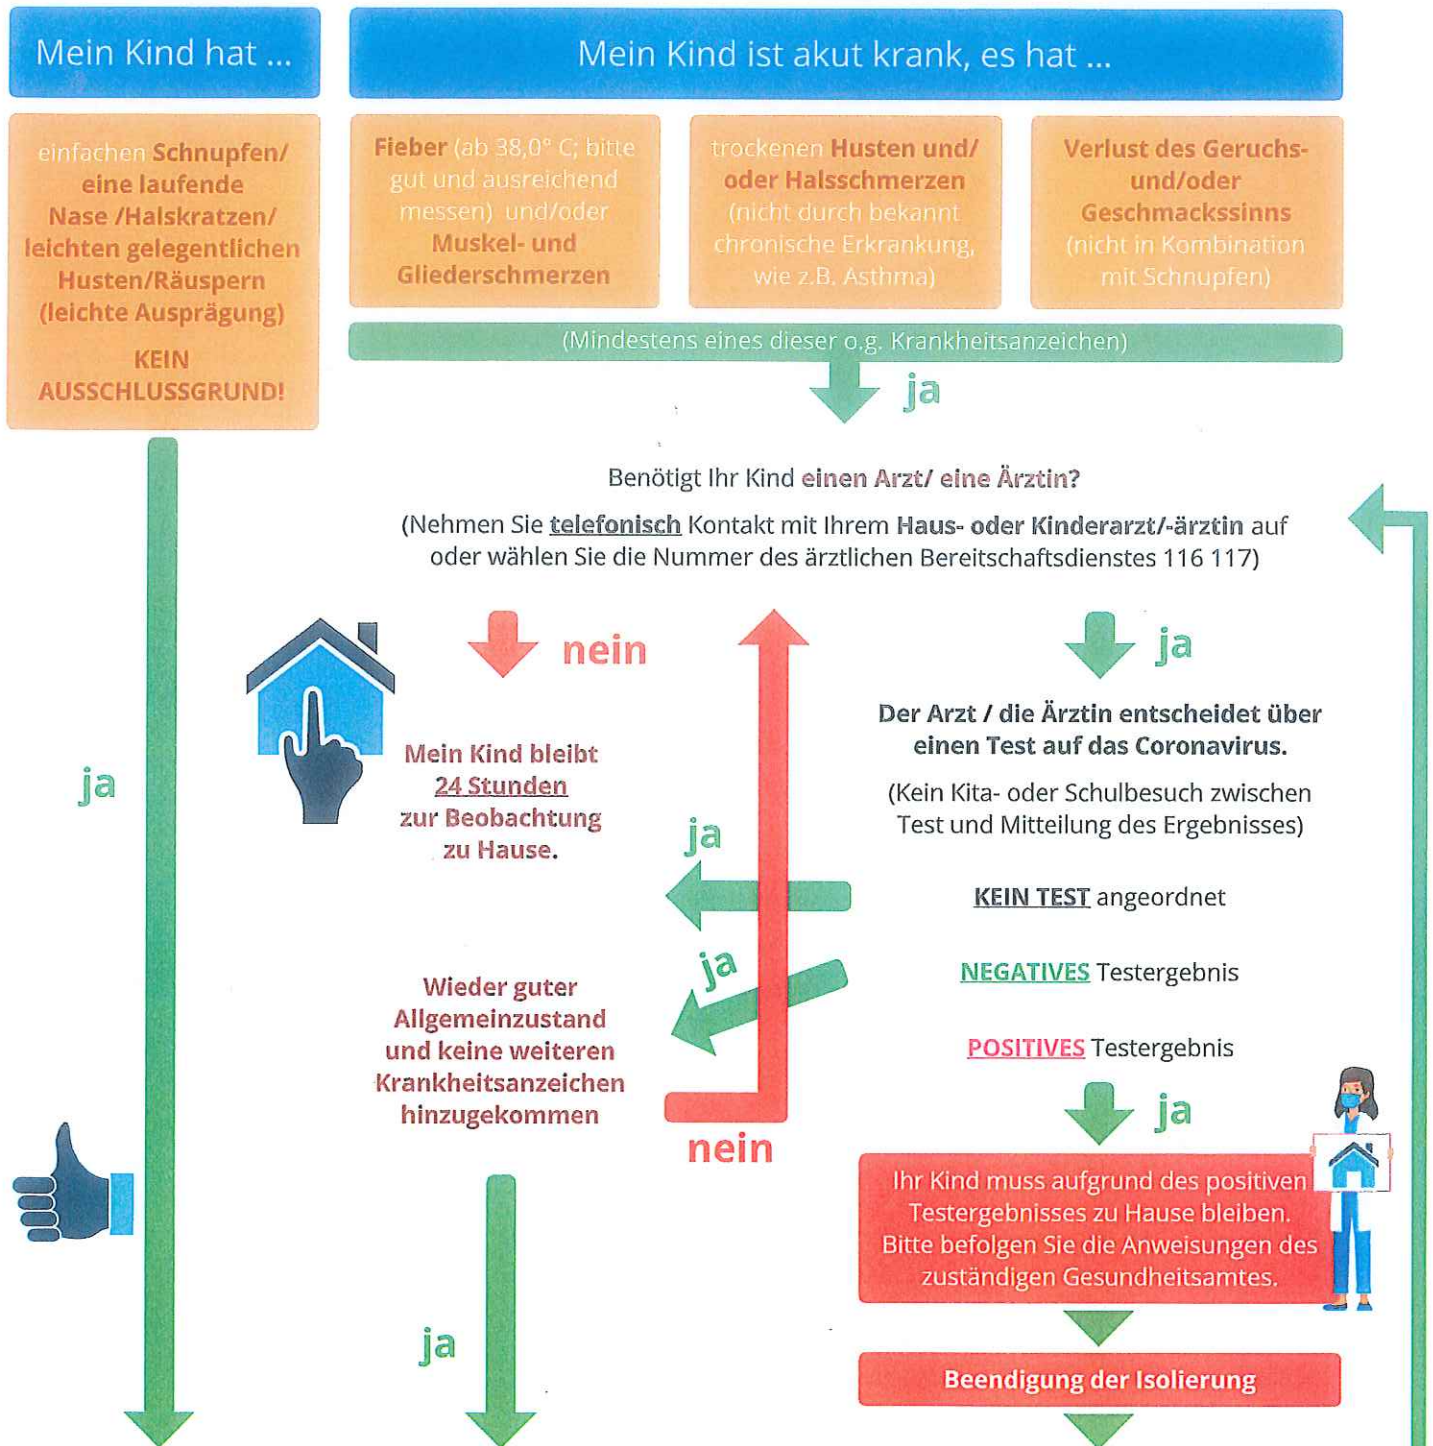 Mein Kind hat ...
Mein Kind ist akut krank, es hat ...
einfachen Schnupfen/
eine laufende
Nase /Halskratzen/
leichten gelegentlichen
Husten/Räuspern
(leichte Ausprägung)
KEIN
AUSSCHLUSSGRUND!
Fieber (ab 38,0° C; bitte
gut und ausreichend
messen) und/oder
Muskel- und
Gliederschmerzen
trockenen Husten und/
oder Halsschmerzen
(nicht durch bekannt
chronische Erkrankung,
wie z.B. Asthma)
Verlust des Geruchs-
und/oder
Geschmackssinns
(nicht in Kombination
mit Schnupfen)
(Mindestens eines dieser o.g. Krankheitsanzeichen)
ja
Benötigt Ihr Kind einen Arzt/ eine Ärztin?
(Nehmen Sie telefonisch Kontakt mit Ihrem Haus- oder Kinderarzt/-ärztin auf
oder wählen Sie die Nummer des ärztlichen Bereitschaftsdienstes 116 117)
nein
ja
ja
Mein Kind bleibt
24 Stunden
zur Beobachtung
zu Hause.
Der Arzt / die Ärztin entscheidet über
einen Test auf das Coronavirus.
(Kein Kita- oder Schulbesuch zwischen
Test und Mitteilung des Ergebnisses)
ja
KEIN TEST angeordnet
ja
NEGATIVES Testergebnis
Wieder guter
Allgemeinzustand
und keine weiteren
Krankheitsanzeichen
hinzugekommen
nein
POSITIVES Testergebnis
ja
Ihr Kind muss aufgrund des positiven
Testergebnisses zu Hause bleiben.
Bitte befolgen Sie die Anweisungen des
zuständigen Gesundheitsamtes.
ja
Beendigung der Isolierung